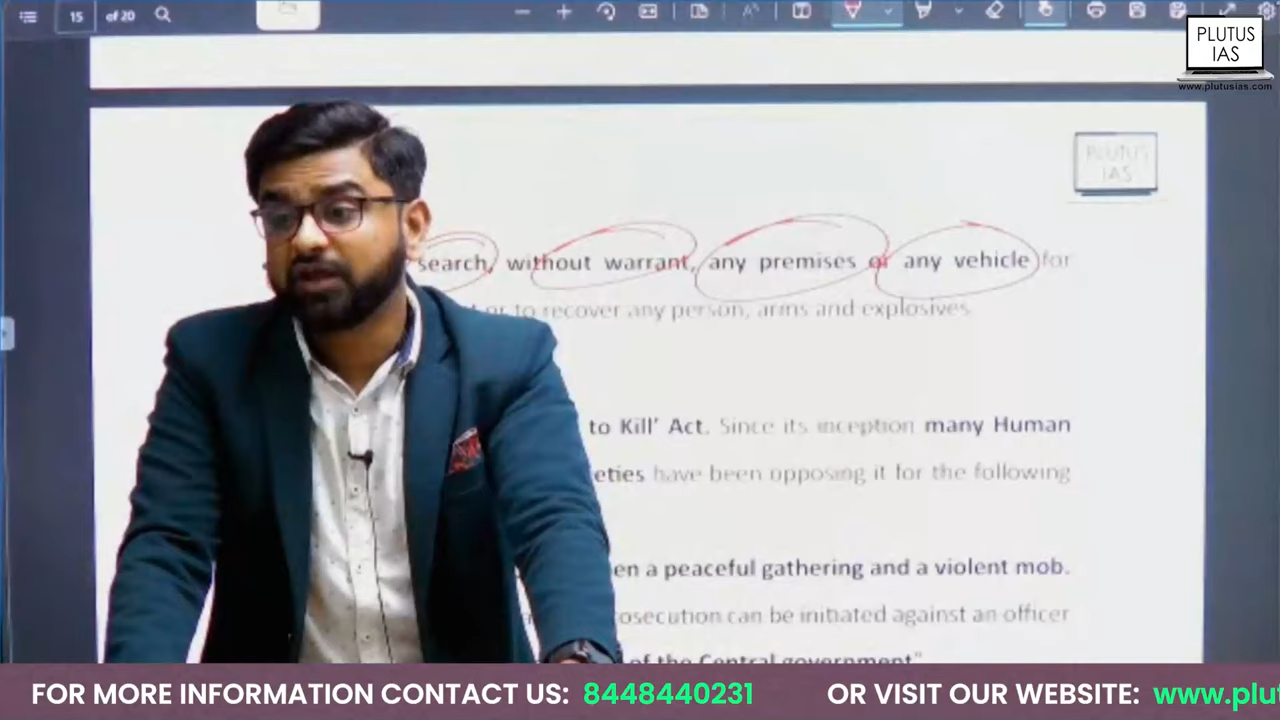 15 of 20
PLUTUS
IAS
www.plutusias.com
PLUTUS
IAS
search, without warrant, any premises or any vehicle for
or to recover any person, arms and explosives
to Kill' Act. Since its inception many Human
eties have been opposing it for the following
en a peaceful gathering and a violent mob.
osecution can be initiated against an officer
of the Central government"
FOR MORE INFORMATION CONTACT US: 8448440231 OR VISIT OUR WEBSITE: www.plu